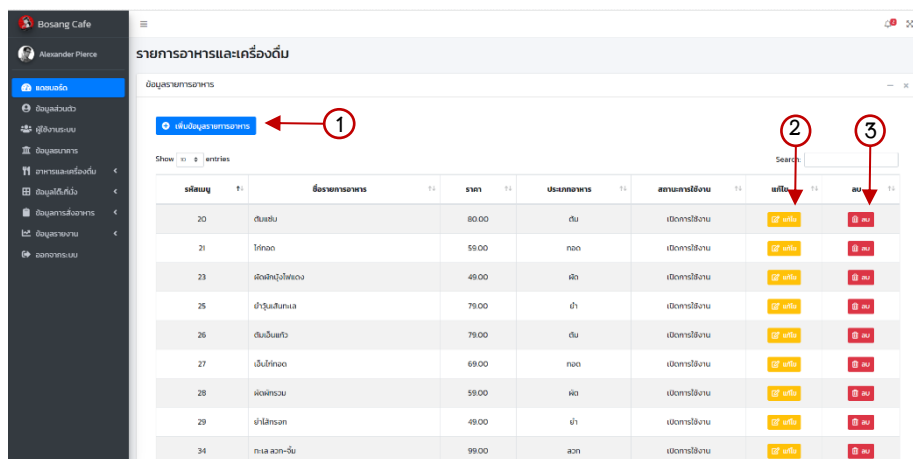 Bosang Cafe
2
Alexander Pierce
รายการอาหารและเครื่องดื่ม
แดชบอร์ด
ข้อมูลรายการอาหาร
ข้อมูลส่วนตัว
ผู้ใช้งานระบบ
เพิ่มข้อมูลรายการอาหาร
1
2
3
ข้อมูลธนาคาร
อาหารและเครื่องดื่ม
Show 10 entries
Search:
ข้อมูลโต๊ะที่นั่ง
รหัสเมนู ชื่อรายการอาหาร ราคา ประเภทอาหาร สถานะการใช้งาน แก้ไข ลบ
ข้อมูลการสั่งอาหาร
20 ต้มแซ่บ 80.00 ต้ม เปิดการใช้งาน แก้ไข ลบ
ข้อมูลรายงาน
21 ไก่ทอด 59.00 ทอด เปิดการใช้งาน แก้ไข ลบ
ออกจากระบบ
23 ผัดผักบุ้งไฟแดง 49.00 ผัด เปิดการใช้งาน แก้ไข ลบ
25 ยำวุ้นเส้นทะเล 79.00 ยำ เปิดการใช้งาน แก้ไข ลบ
26 ต้มเอ็นแก้ว 79.00 ต้ม เปิดการใช้งาน แก้ไข ลบ
27 เอ็นไก่ทอด 69.00 ทอด เปิดการใช้งาน แก้ไข ลบ
28 ผัดผักรวม 59.00 ผัด เปิดการใช้งาน แก้ไข ลบ
29 ยำไส้กรอก 49.00 ยำ เปิดการใช้งาน แก้ไข ลบ
34 ทะเล ลวก-จิ้ม 99.00 ลวก เปิดการใช้งาน แก้ไข ลบ